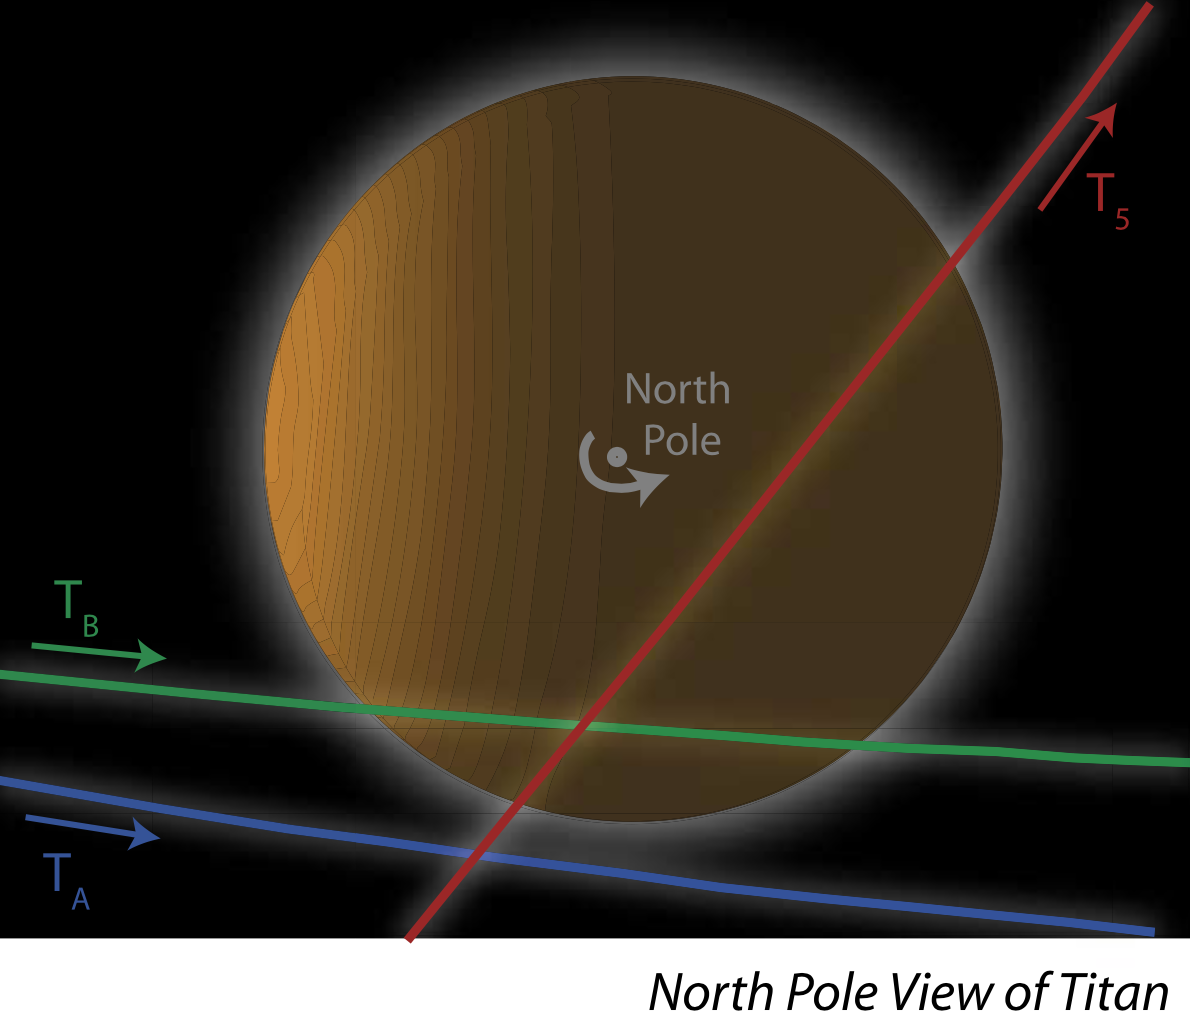 T5
North
Pole
TB
TA
North Pole View of Titan